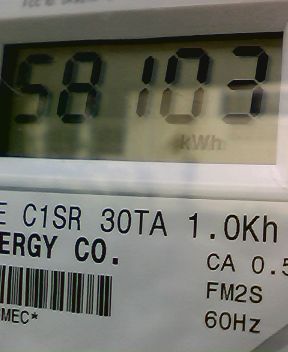 58103
kWh
E C1SR 30TA 1.0Kh
ERGY CO.
CA 0.5
FM2S
MEC*
60Hz